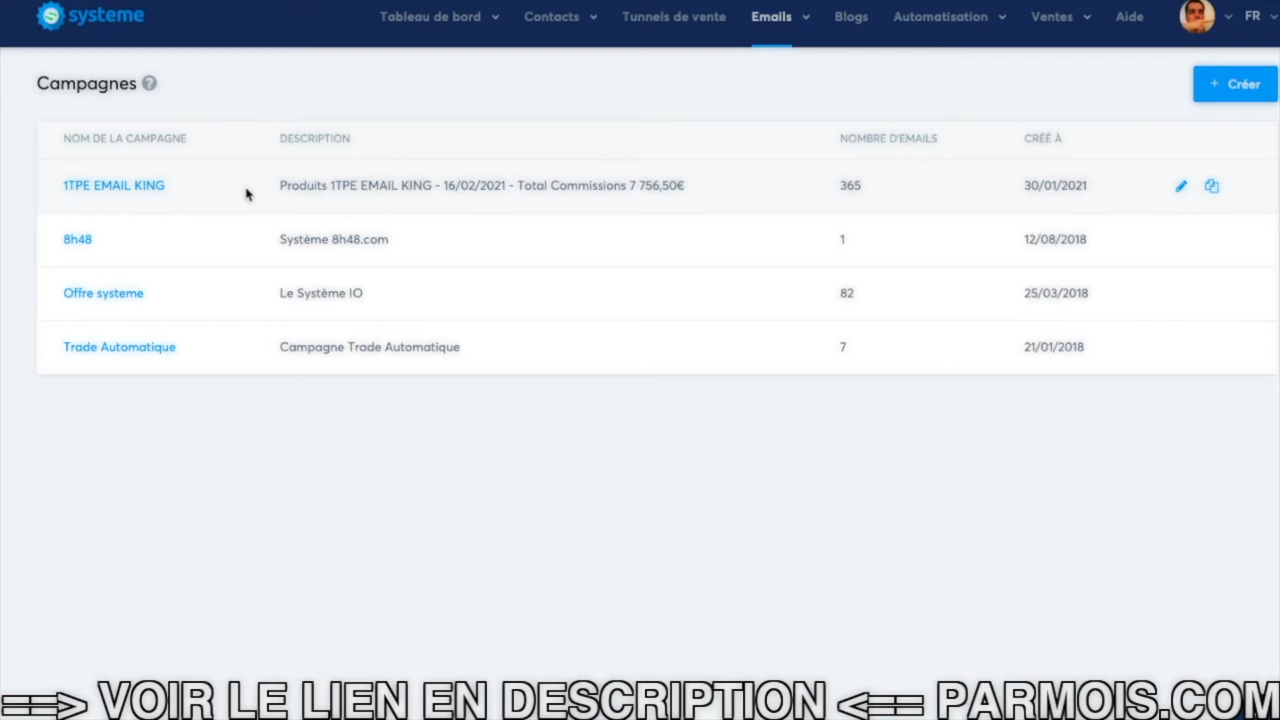 systeme Tableau de bord Contacts Tunnels de vente Emails Blogs Automatisation Ventes Aide FR
Campagnes ? + Créer
NOM DE LA CAMPAGNE DESCRIPTION NOMBRE D'EMAILS CRÉÉ À
1TPE EMAIL KING Produits 1TPE EMAIL KING - 16/02/2021 - Total Commissions 7 756,50€ 365 30/01/2021
8h48 Système 8h48.com 1 12/08/2018
Offre systeme Le Système IO 82 25/03/2018
Trade Automatique Campagne Trade Automatique 7 21/01/2018
==> VOIR LE LIEN EN DESCRIPTION <== PARMOIS.COM